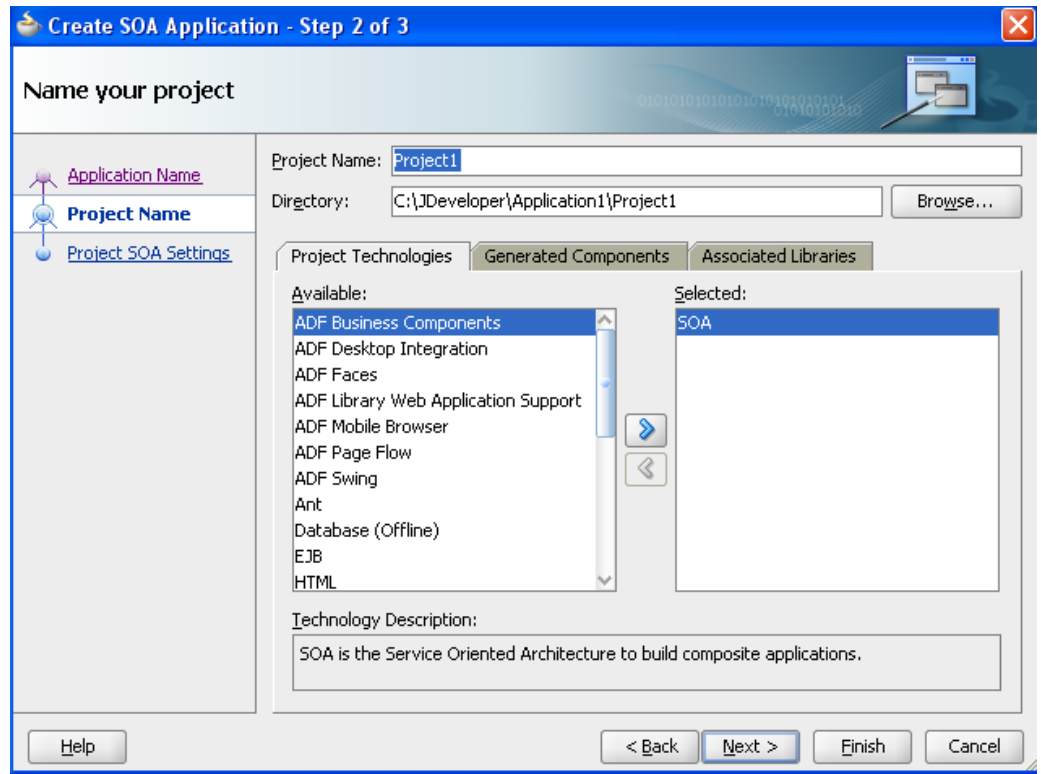 Create SOA Application - Step 2 of 3
Name your project
Application Name
Project Name
Project SOA Settings
Project Name: Project1
Directory: C:\JDeveloper\Application1\Project1 Browse...
Project Technologies Generated Components Associated Libraries
Available: Selected:
ADF Business Components SOA
ADF Desktop Integration
ADF Faces
ADF Library Web Application Support
ADF Mobile Browser
ADF Page Flow
ADF Swing
Ant
Database (Offline)
EJB
HTML
Technology Description:
SOA is the Service Oriented Architecture to build composite applications.
Help < Back Next > Finish Cancel